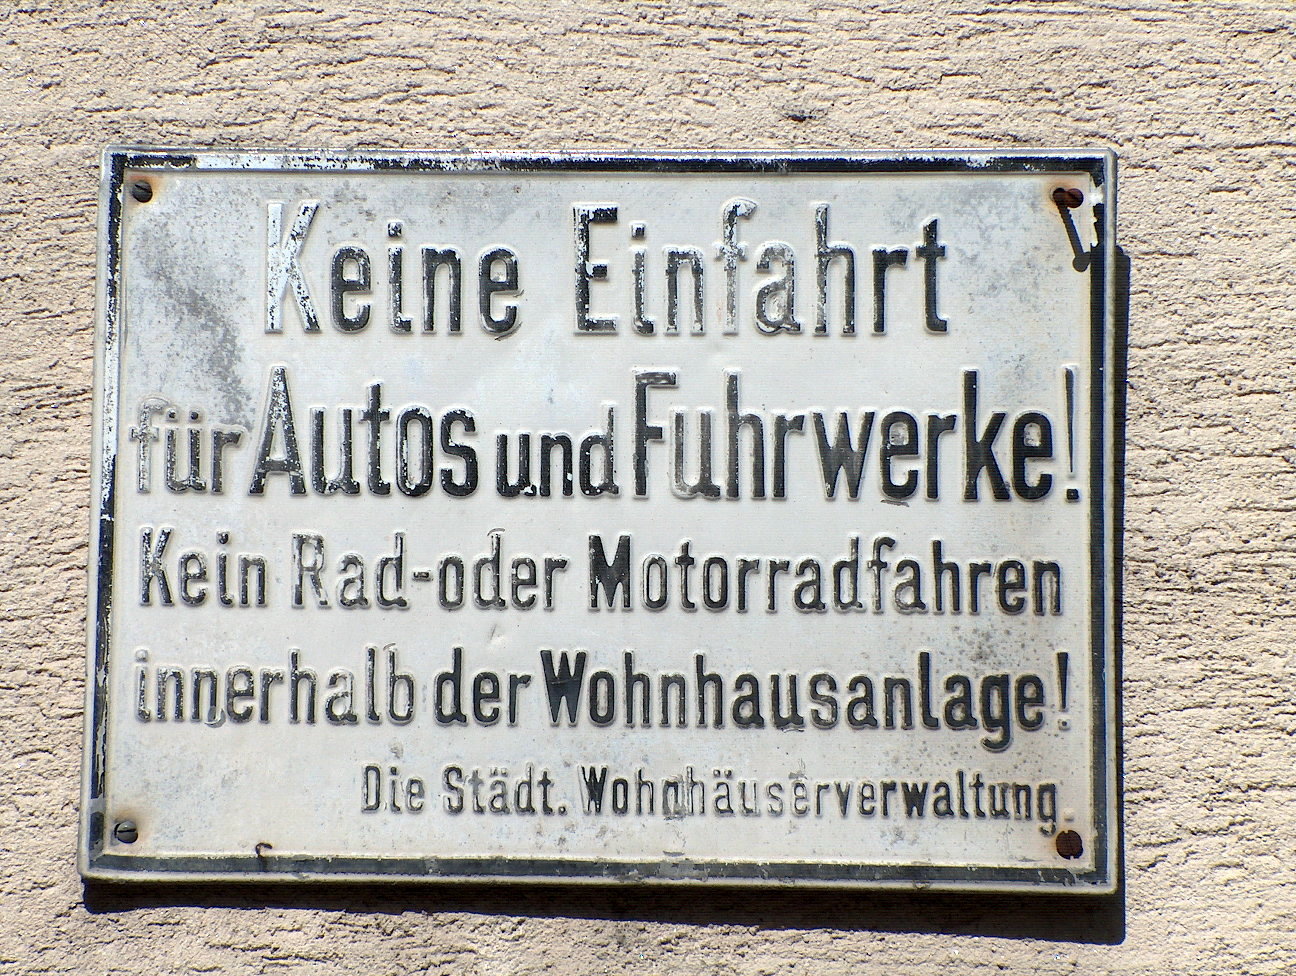 Keine Einfahrt
für Autos und Fuhrwerke!
Kein Rad-oder Motorradfahren
innerhalb der Wohnhausanlage!
Die Städt. Wohnhäuserverwaltung.